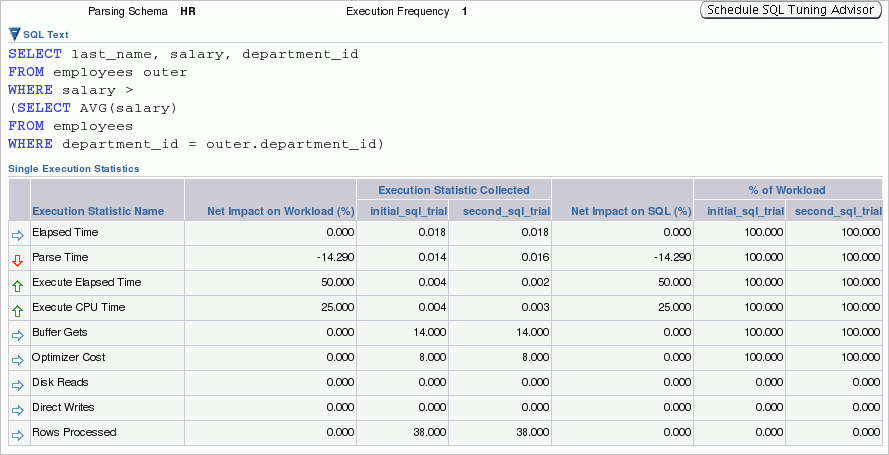 Parsing Schema HR Execution Frequency 1 Schedule SQL Tuning Advisor
SQL Text
SELECT last_name, salary, department_id
FROM employees outer
WHERE salary >
(SELECT AVG(salary)
FROM employees
WHERE department_id = outer.department_id)
Single Execution Statistics
Execution Statistic Collected % of Workload
Execution Statistic Name Net Impact on Workload (%) initial_sql_trial second_sql_trial Net Impact on SQL (%) initial_sql_trial second_sql_trial
Elapsed Time 0.000 0.018 0.018 0.000 100.000 100.000
Parse Time -14.290 0.014 0.016 -14.290 100.000 100.000
Execute Elapsed Time 50.000 0.004 0.002 50.000 100.000 100.000
Execute CPU Time 25.000 0.004 0.003 25.000 100.000 100.000
Buffer Gets 0.000 14.000 14.000 0.000 100.000 100.000
Optimizer Cost 0.000 8.000 8.000 0.000 100.000 100.000
Disk Reads 0.000 0.000 0.000 0.000 0.000 0.000
Direct Writes 0.000 0.000 0.000 0.000 0.000 0.000
Rows Processed 0.000 38.000 38.000 0.000 0.000 0.000